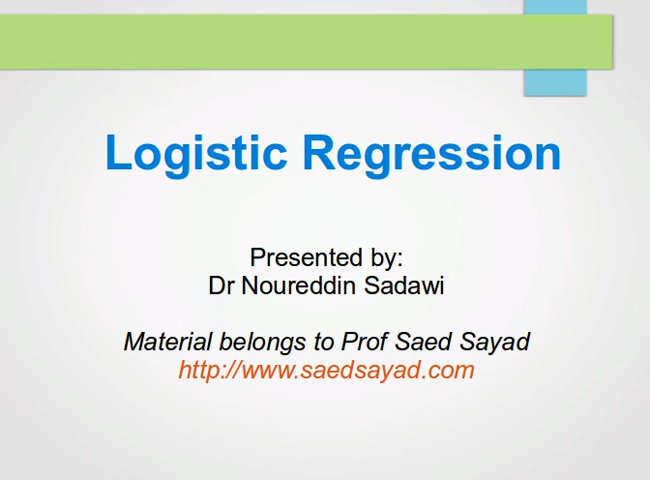 Logistic Regression
Presented by:
Dr Noureddin Sadawi
Material belongs to Prof Saed Sayad
http://www.saedsayad.com